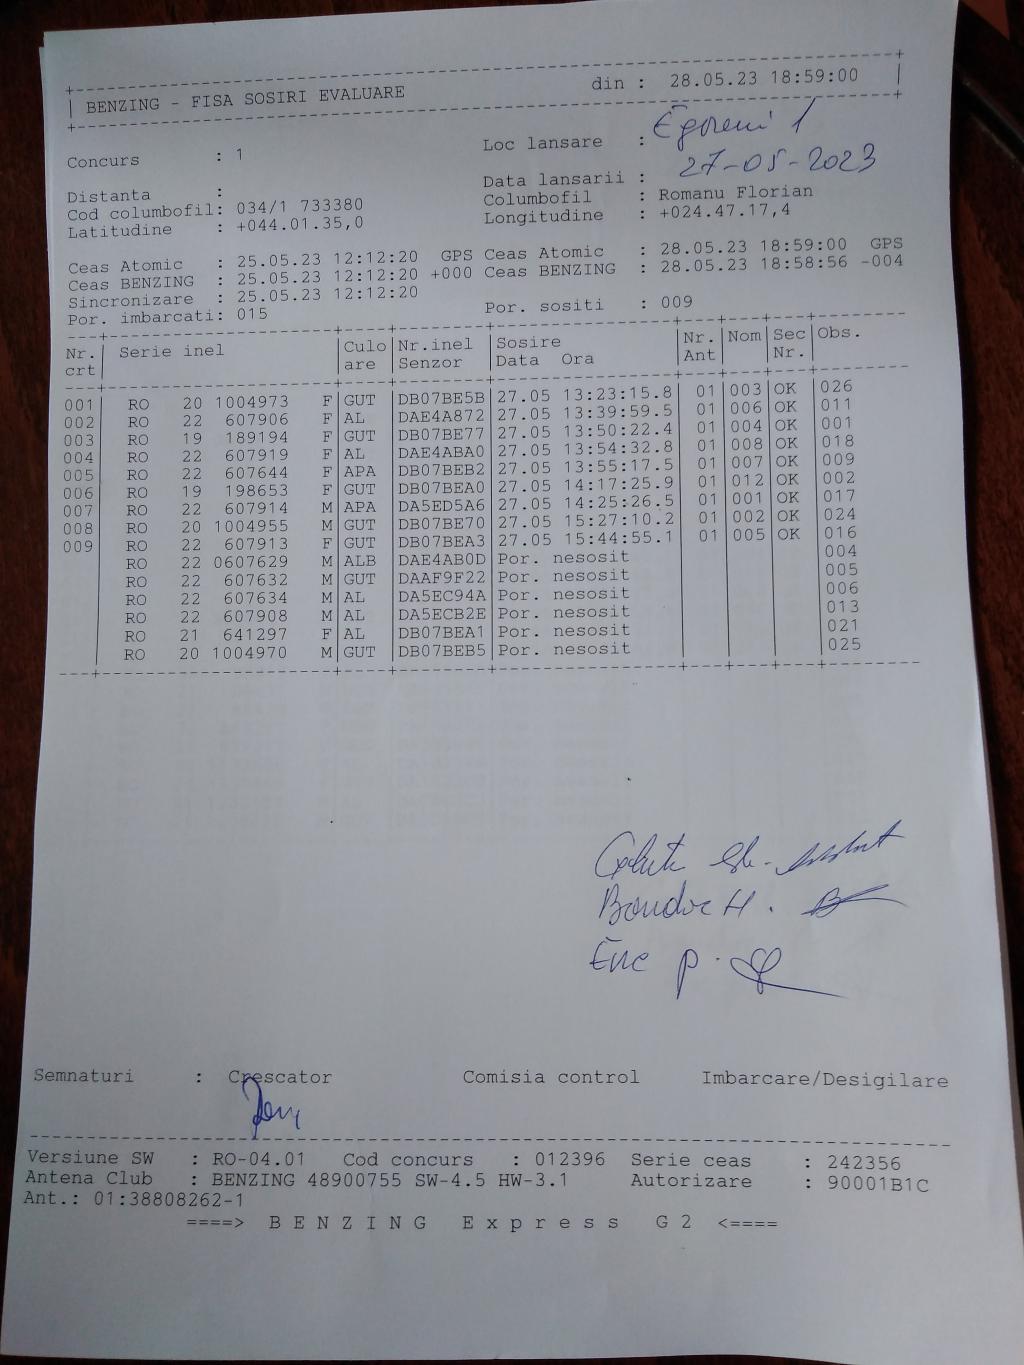 BENZING - FISA SOSIRI EVALUARE din : 28.05.23 18:59:00
Concurs : 1 Loc lansare : 1
Distanta : Data lansarii : 27-05-2023
Cod columbofil: 034/1 733380 Columbofil : Romanu Florian
Latitudine : +044.01.35,0 Longitudine : +024.47.17,4
Ceas Atomic : 25.05.23 12:12:20 GPS Ceas Atomic : 28.05.23 18:59:00 GPS
Ceas BENZING : 25.05.23 12:12:20 +000 Ceas BENZING : 28.05.23 18:58:56 -004
Sincronizare : 25.05.23 12:12:20
Por. imbarcati: 015 Por. sositi : 009
Nr. Serie inel Culo Nr.inel Sosire Nr. Nom Sec Obs.
crt are Senzor Data Ora Ant Nr.
001 RO 20 1004973 F GUT DB07BE5B 27.05 13:23:15.8 01 003 OK 026
002 RO 22 607906 F AL DAE4A872 27.05 13:39:59.5 01 006 OK 011
003 RO 19 189194 F GUT DB07BE77 27.05 13:50:22.4 01 004 OK 001
004 RO 22 607919 F AL DAE4ABA0 27.05 13:54:32.8 01 008 OK 018
005 RO 22 607644 F APA DB07BEB2 27.05 13:55:17.5 01 007 OK 009
006 RO 19 198653 F GUT DB07BEA0 27.05 14:17:25.9 01 012 OK 002
007 RO 22 607914 M APA DA5ED5A6 27.05 14:25:26.5 01 001 OK 017
008 RO 20 1004955 M GUT DB07BE70 27.05 15:27:10.2 01 002 OK 024
009 RO 22 607913 F GUT DB07BEA3 27.05 15:44:55.1 01 005 OK 016
RO 22 0607629 M ALB DAE4AB0D Por. nesosit 004
RO 22 607632 M GUT DAAF9F22 Por. nesosit 005
RO 22 607634 M AL DA5EC94A Por. nesosit 006
RO 22 607908 M AL DA5ECB2E Por. nesosit 013
RO 21 641297 F AL DB07BEA1 Por. nesosit 021
RO 20 1004970 M GUT DB07BEB5 Por. nesosit 025
Ene P.
Semnaturi : Crescator Comisia control Imbarcare/Desigilare
Versiune SW : RO-04.01 Cod concurs : 012396 Serie ceas : 242356
Antena Club : BENZING 48900755 SW-4.5 HW-3.1 Autorizare : 90001B1C
Ant.: 01:38808262-1
====> B E N Z I N G E x p r e s s G 2 <====